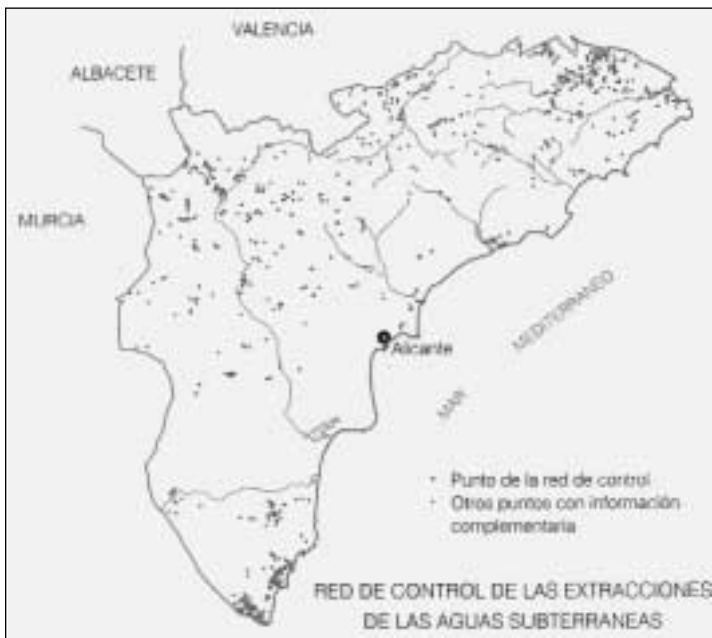 VALENCIA
ALBACETE
MURCIA
MAR MEDITERRANEO
Alicante
Punto de la red de control
Otros puntos con información
complementaria
RED DE CONTROL DE LAS EXTRACCIONES
DE LAS AGUAS SUBTERRANEAS